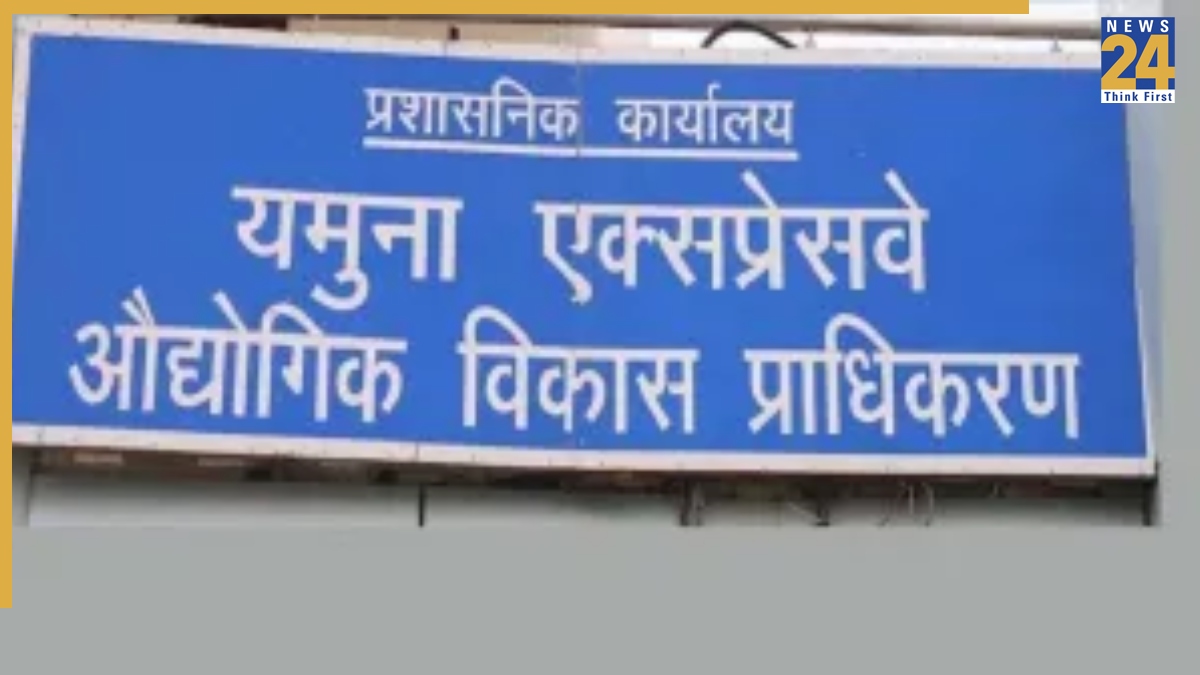 NEWS
24
Think First
प्रशासनिक कार्यालय
यमुना एक्सप्रेसवे
औद्योगिक विकास प्राधिकरण